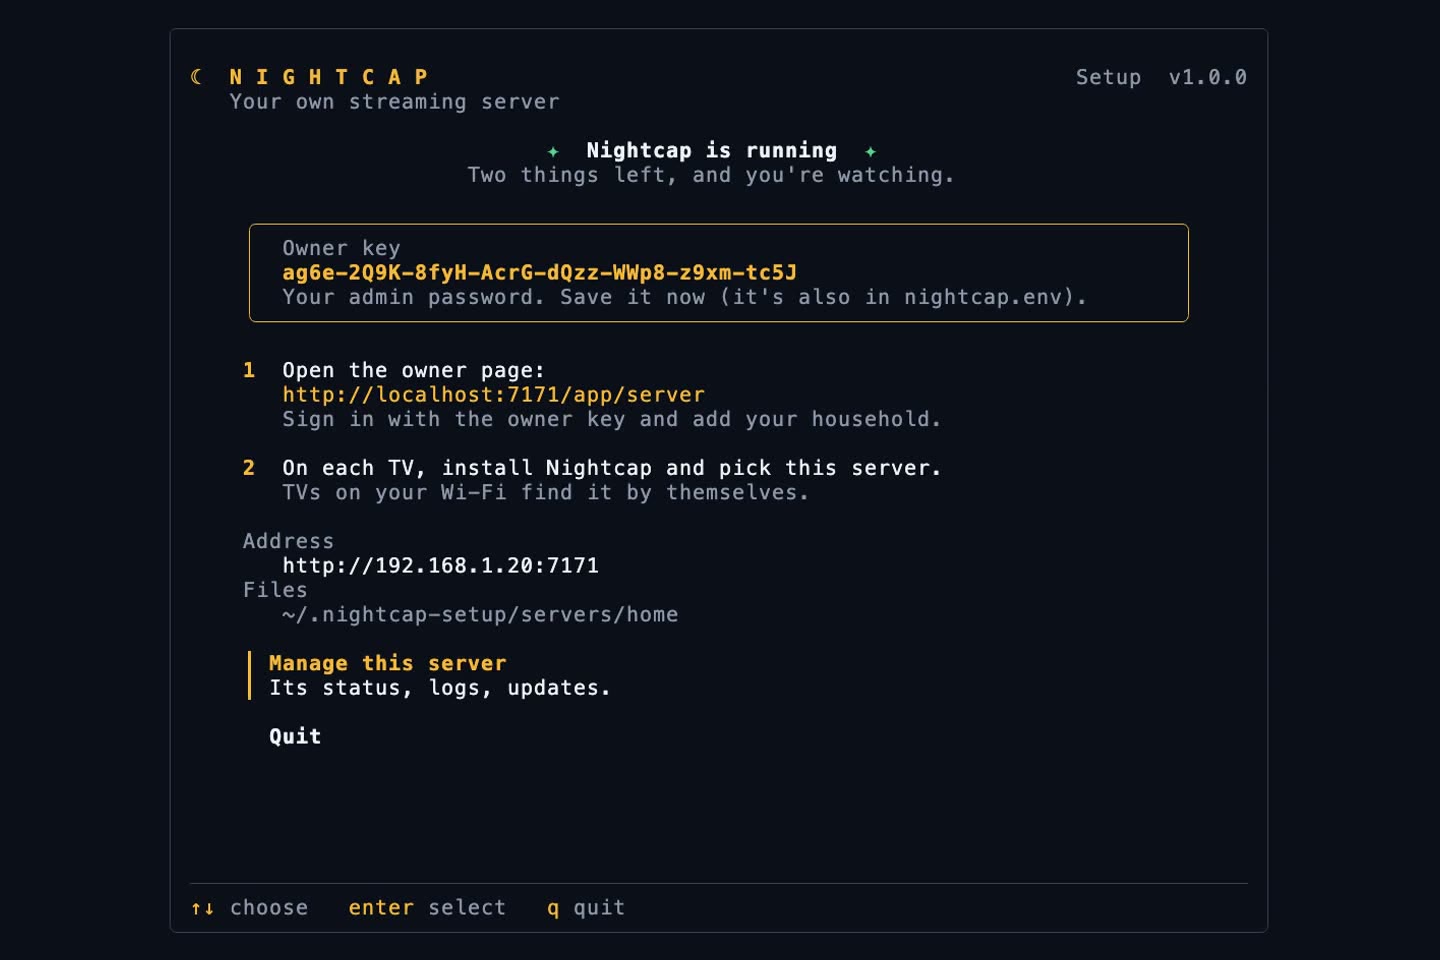 ☾ NIGHTCAP Setup v1.0.0
Your own streaming server
✦ Nightcap is running ✦
Two things left, and you're watching.
Owner key
ag6e-2Q9K-8fyH-AcrG-dQzz-WWp8-z9xm-tc5J
Your admin password. Save it now (it's also in nightcap.env).
1 Open the owner page:
http://localhost:7171/app/server
Sign in with the owner key and add your household.
2 On each TV, install Nightcap and pick this server.
TVs on your Wi-Fi find it by themselves.
Address
http://192.168.1.20:7171
Files
~/.nightcap-setup/servers/home
Manage this server
Its status, logs, updates.
Quit
↑↓ choose enter select q quit